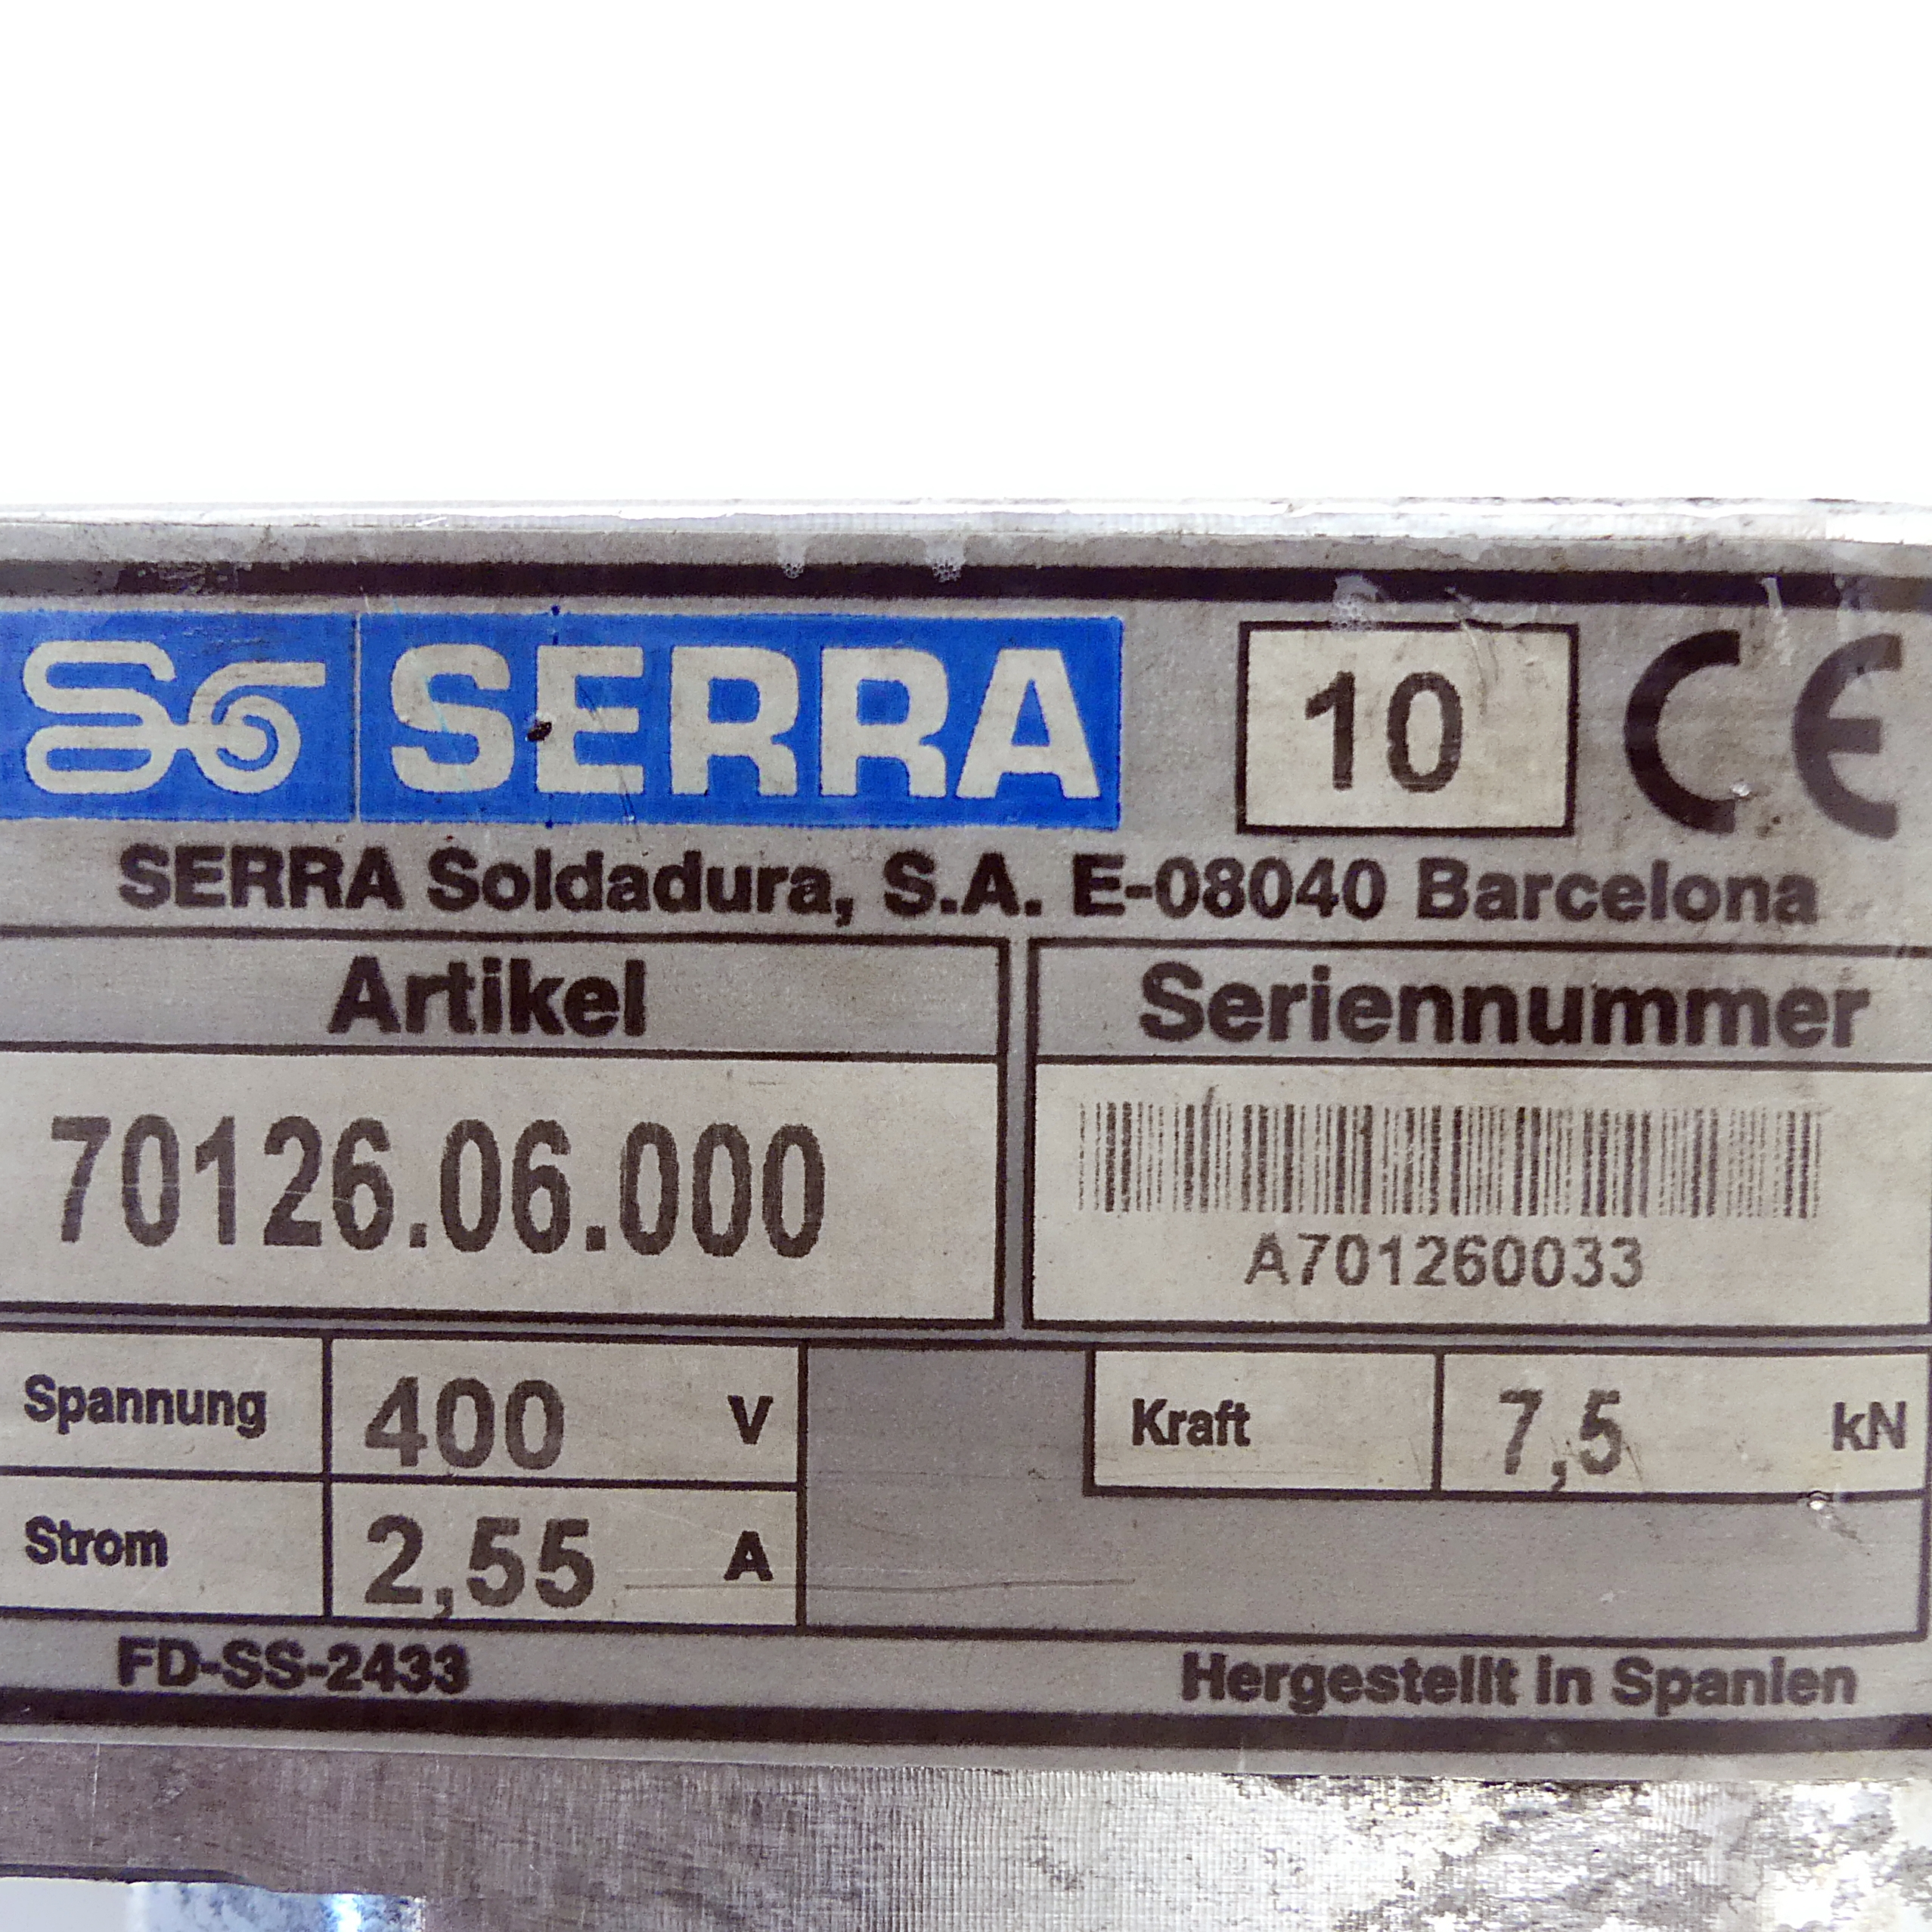 SERRA 10 CE
SERRA Soldadura, S.A. E-08040 Barcelona
Artikel
70126.06.000
Seriennummer
A701260033
Spannung 400 V
Strom 2,55 A
Kraft 7,5 kN
FD-SS-2433
Hergestellt in Spanien